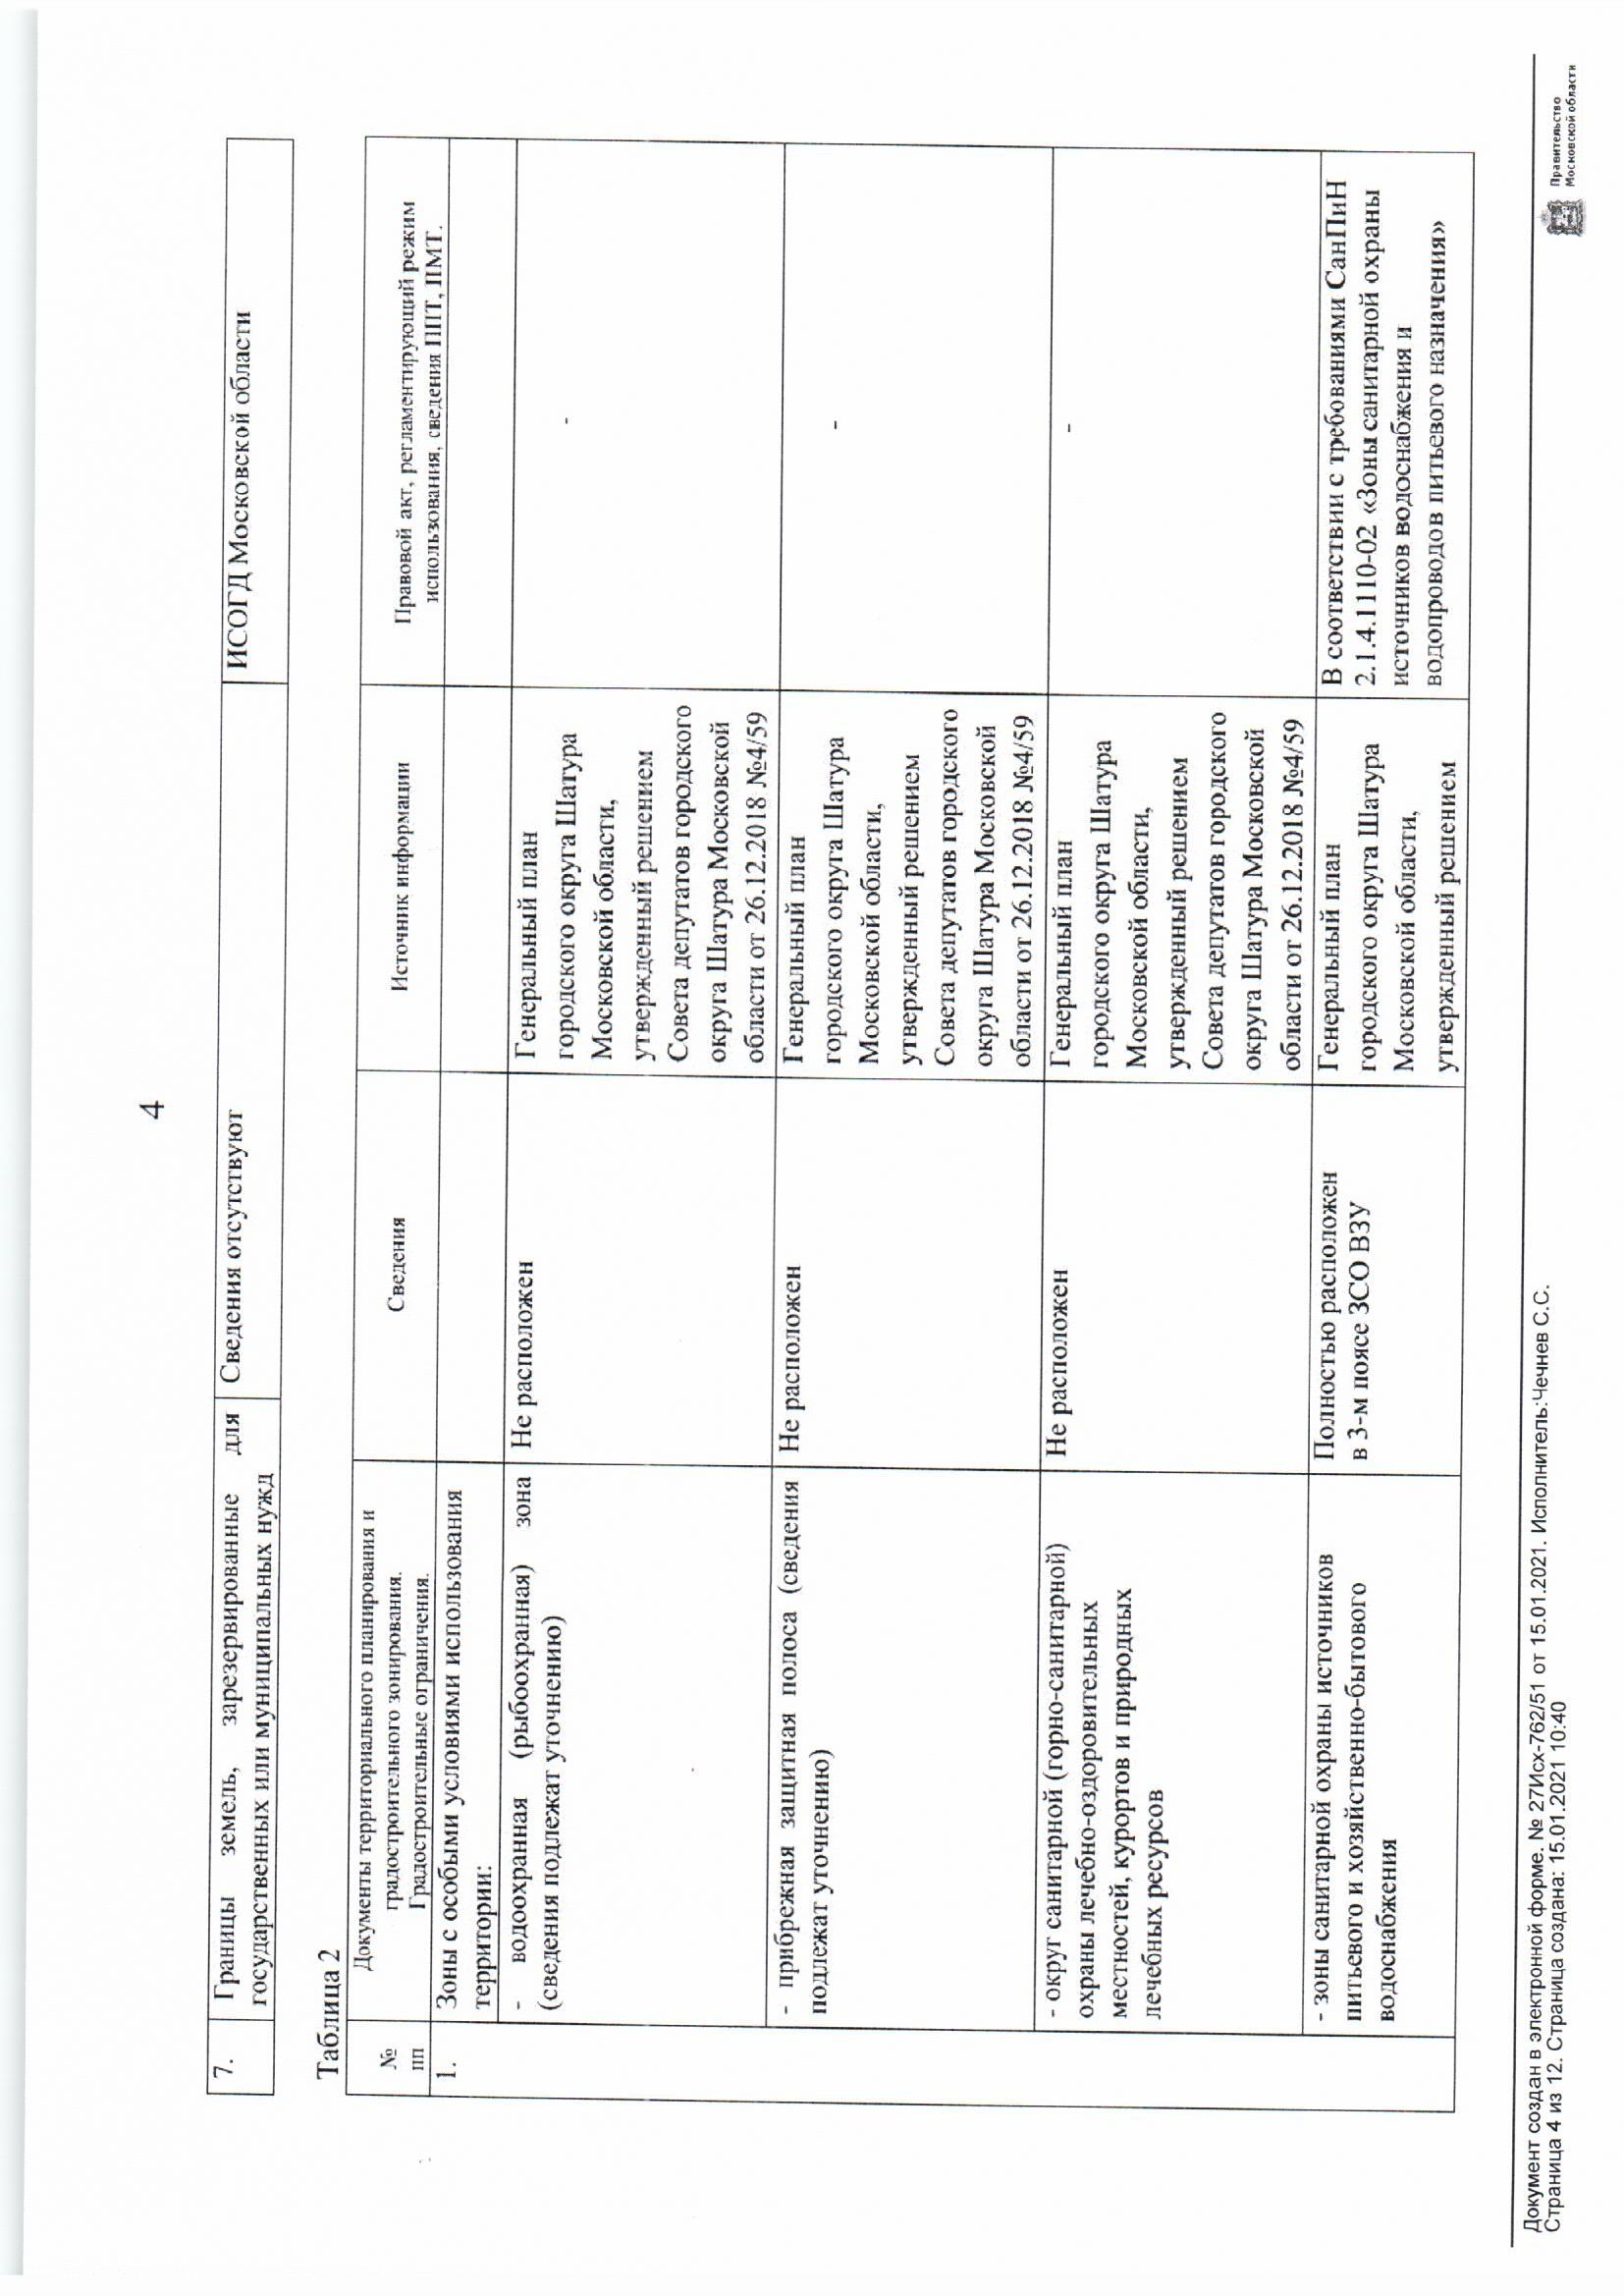 4
7.
Границы земель, зарезервированные для
государственных или муниципальных нужд
Сведения отсутствуют
ИСОГД Московской области
Таблица 2
№
пп
Документы территориального планирования и
градостроительного зонирования.
Градостроительные ограничения.
Сведения
Источник информации
Правовой акт, регламентирующий режим
использования, сведения ППТ, ПМТ.
1.
Зоны с особыми условиями использования
территории:
- водоохранная (рыбоохранная) зона
(сведения подлежат уточнению)
Не расположен
Генеральный план
городского округа Шатура
Московской области,
утвержденный решением
Совета депутатов городского
округа Шатура Московской
области от 26.12.2018 №4/59
-
- прибрежная защитная полоса (сведения
подлежат уточнению)
Не расположен
Генеральный план
городского округа Шатура
Московской области,
утвержденный решением
Совета депутатов городского
округа Шатура Московской
области от 26.12.2018 №4/59
-
- округ санитарной (горно-санитарной)
охраны лечебно-оздоровительных
местностей, курортов и природных
лечебных ресурсов
Не расположен
Генеральный план
городского округа Шатура
Московской области,
утвержденный решением
Совета депутатов городского
округа Шатура Московской
области от 26.12.2018 №4/59
-
- зоны санитарной охраны источников
питьевого и хозяйственно-бытового
водоснабжения
Полностью расположен
в 3-м поясе ЗСО ВЗУ
Генеральный план
городского округа Шатура
Московской области,
утвержденный решением
В соответствии с требованиями СанПиН
2.1.4.1110-02 «Зоны санитарной охраны
источников водоснабжения и
водопроводов питьевого назначения»
Документ создан в электронной форме. № 27Исх-762/51 от 15.01.2021. Исполнитель:Чечнев С.С.
Страница 4 из 12. Страница создана: 15.01.2021 10:40
Правительство
Московской области